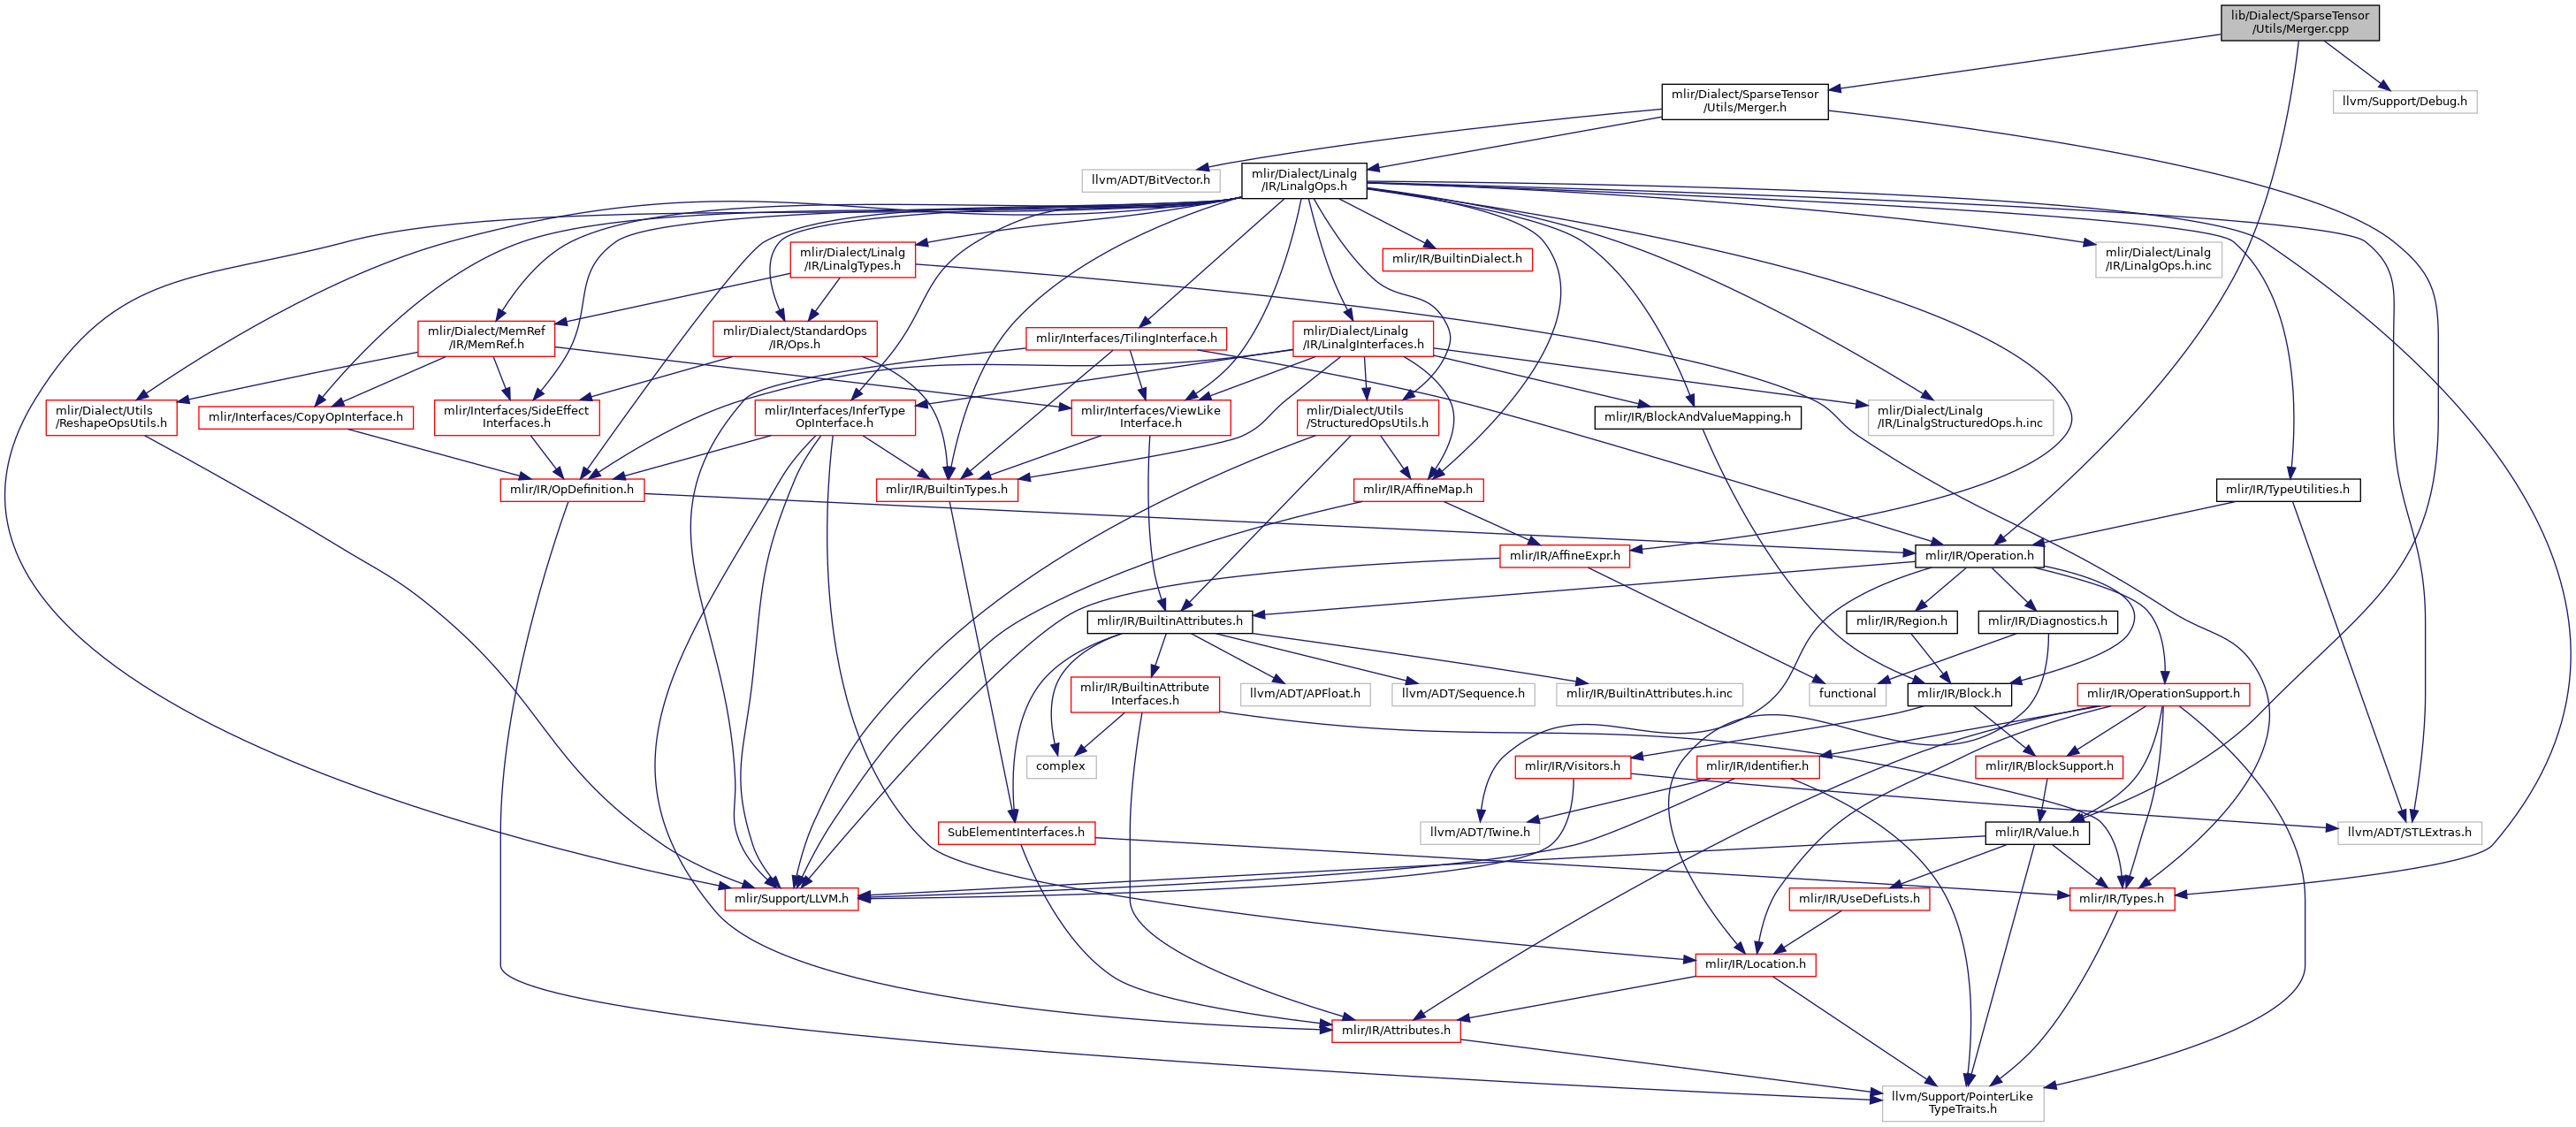 lib/Dialect/SparseTensor
/Utils/Merger.cpp
mlir/Dialect/SparseTensor
/Utils/Merger.h
llvm/Support/Debug.h
llvm/ADT/BitVector.h
mlir/Dialect/Linalg
/IR/LinalgOps.h
mlir/Dialect/Linalg
/IR/LinalgTypes.h
mlir/IR/BuiltinDialect.h
mlir/Dialect/Linalg
/IR/LinalgOps.h.inc
mlir/Dialect/MemRef
/IR/MemRef.h
mlir/Dialect/StandardOps
/IR/Ops.h
mlir/Interfaces/TilingInterface.h
mlir/Dialect/Linalg
/IR/LinalgInterfaces.h
mlir/Dialect/Utils
/ReshapeOpsUtils.h
mlir/Interfaces/CopyOpInterface.h
mlir/Interfaces/SideEffect
Interfaces.h
mlir/Interfaces/InferType
OpInterface.h
mlir/Interfaces/ViewLike
Interface.h
mlir/Dialect/Utils
/StructuredOpsUtils.h
mlir/IR/BlockAndValueMapping.h
mlir/Dialect/Linalg
/IR/LinalgStructuredOps.h.inc
mlir/IR/OpDefinition.h
mlir/IR/BuiltinTypes.h
mlir/IR/AffineMap.h
mlir/IR/TypeUtilities.h
mlir/IR/AffineExpr.h
mlir/IR/Operation.h
mlir/IR/BuiltinAttributes.h
mlir/IR/Region.h
mlir/IR/Diagnostics.h
mlir/IR/BuiltinAttribute
Interfaces.h
llvm/ADT/APFloat.h
llvm/ADT/Sequence.h
mlir/IR/BuiltinAttributes.h.inc
functional
mlir/IR/Block.h
mlir/IR/OperationSupport.h
complex
mlir/IR/Visitors.h
mlir/IR/Identifier.h
mlir/IR/BlockSupport.h
SubElementInterfaces.h
llvm/ADT/Twine.h
mlir/IR/Value.h
llvm/ADT/STLExtras.h
mlir/Support/LLVM.h
mlir/IR/UseDefLists.h
mlir/IR/Types.h
mlir/IR/Location.h
mlir/IR/Attributes.h
llvm/Support/PointerLike
TypeTraits.h